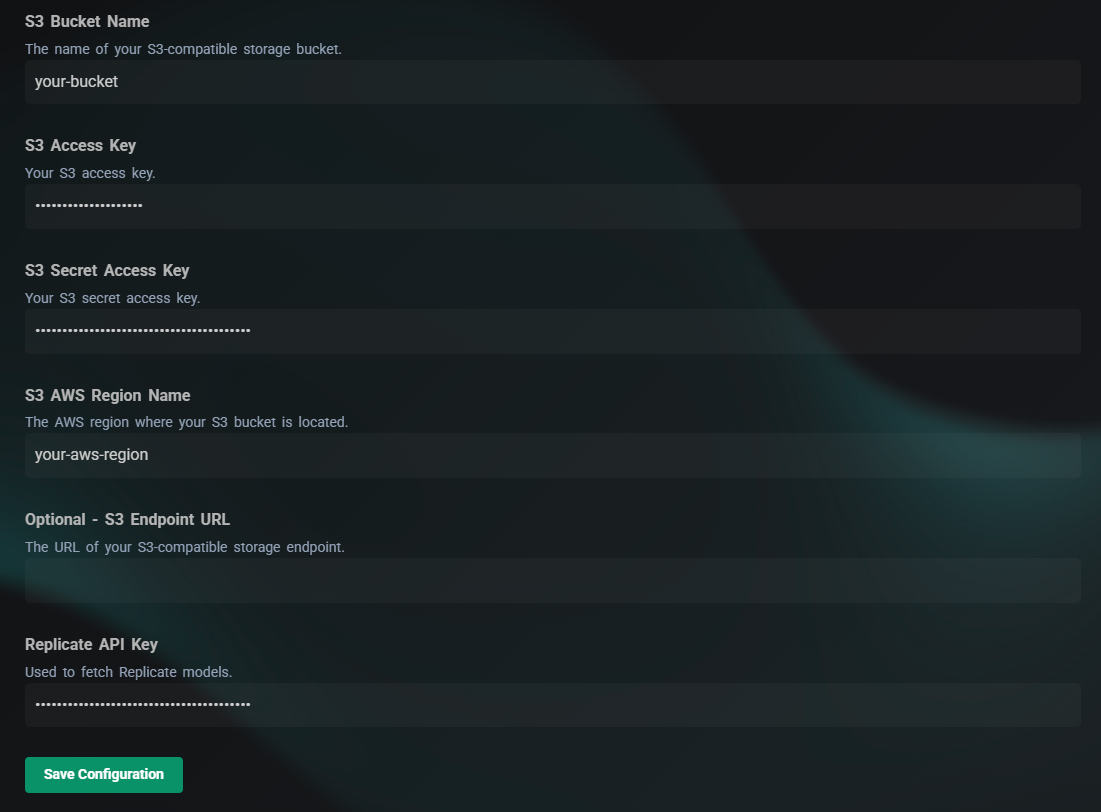 S3 Bucket Name
The name of your S3-compatible storage bucket.
your-bucket
S3 Access Key
Your S3 access key.
••••••••••••••••••••
S3 Secret Access Key
Your S3 secret access key.
••••••••••••••••••••••••••••••••••••••••
S3 AWS Region Name
The AWS region where your S3 bucket is located.
your-aws-region
Optional - S3 Endpoint URL
The URL of your S3-compatible storage endpoint.
Replicate API Key
Used to fetch Replicate models.
••••••••••••••••••••••••••••••••••••••••
Save Configuration